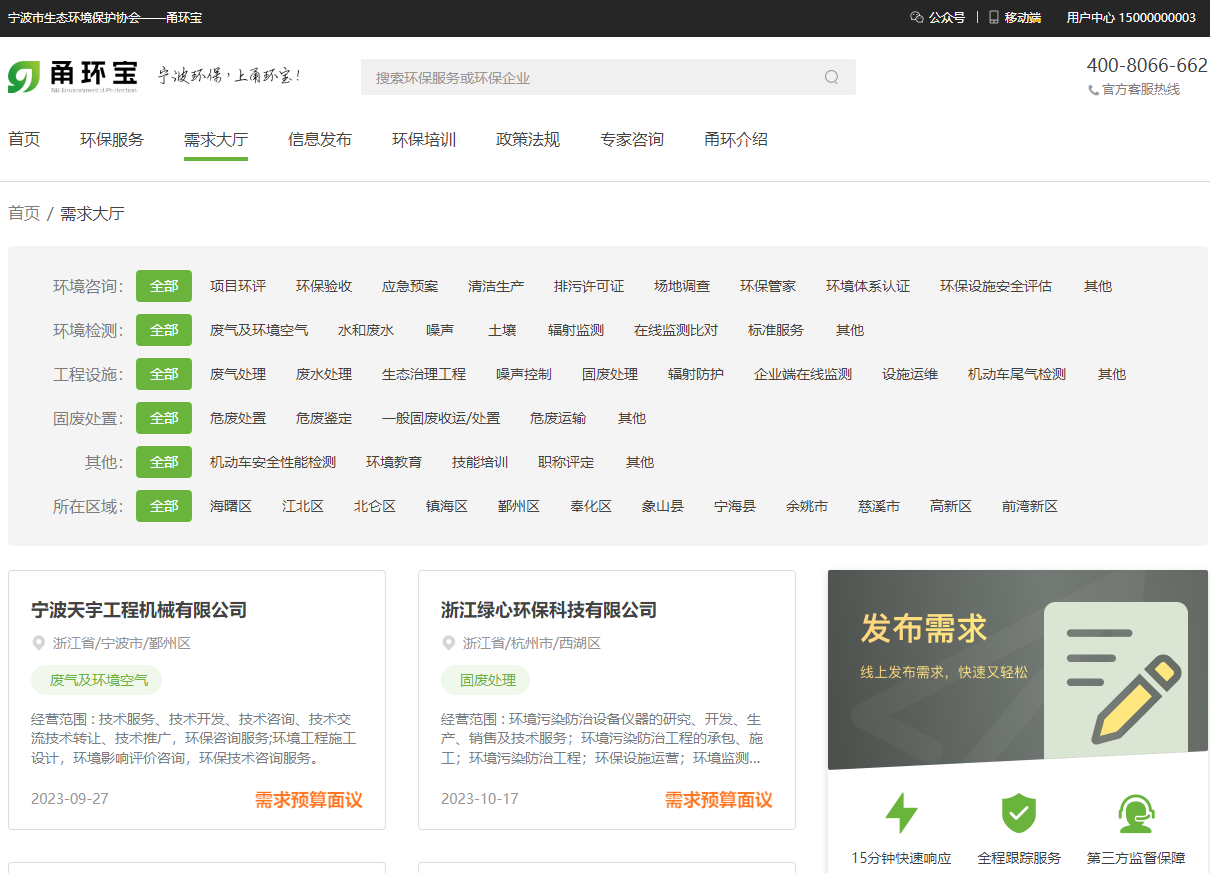 宁波市生态环境保护协会——甬环宝
公众号 | 移动端 用户中心 15000000003
甬环宝
NB Environmental Protection
宁波环保,上甬环宝!
搜索环保服务或环保企业
400-8066-662
官方客服热线
首页 环保服务 需求大厅 信息发布 环保培训 政策法规 专家咨询 甬环介绍
首页 / 需求大厅
环境咨询: 全部 项目环评 环保验收 应急预案 清洁生产 排污许可证 场地调查 环保管家 环境体系认证 环保设施安全评估 其他
环境检测: 全部 废气及环境空气 水和废水 噪声 土壤 辐射监测 在线监测比对 标准服务 其他
工程设施: 全部 废气处理 废水处理 生态治理工程 噪声控制 固废处理 辐射防护 企业端在线监测 设施运维 机动车尾气检测 其他
固废处置: 全部 危废处置 危废鉴定 一般固废收运/处置 危废运输 其他
其他: 全部 机动车安全性能检测 环境教育 技能培训 职称评定 其他
所在区域: 全部 海曙区 江北区 北仑区 镇海区 鄞州区 奉化区 象山县 宁海县 余姚市 慈溪市 高新区 前湾新区
宁波天宇工程机械有限公司
浙江省/宁波市/鄞州区
废气及环境空气
经营范围:技术服务、技术开发、技术咨询、技术交
流技术转让、技术推广，环保咨询服务;环境工程施工
设计，环境影响评价咨询，环保技术咨询服务。
2023-09-27 需求预算面议
浙江绿心环保科技有限公司
浙江省/杭州市/西湖区
固废处理
经营范围:环境污染防治设备仪器的研究、开发、生
产、销售及技术服务；环境污染防治工程的承包、施
工；环境污染防治工程；环保设施运营；环境监测...
2023-10-17 需求预算面议
发布需求
线上发布需求，快速又轻松
15分钟快速响应 全程跟踪服务 第三方监督保障